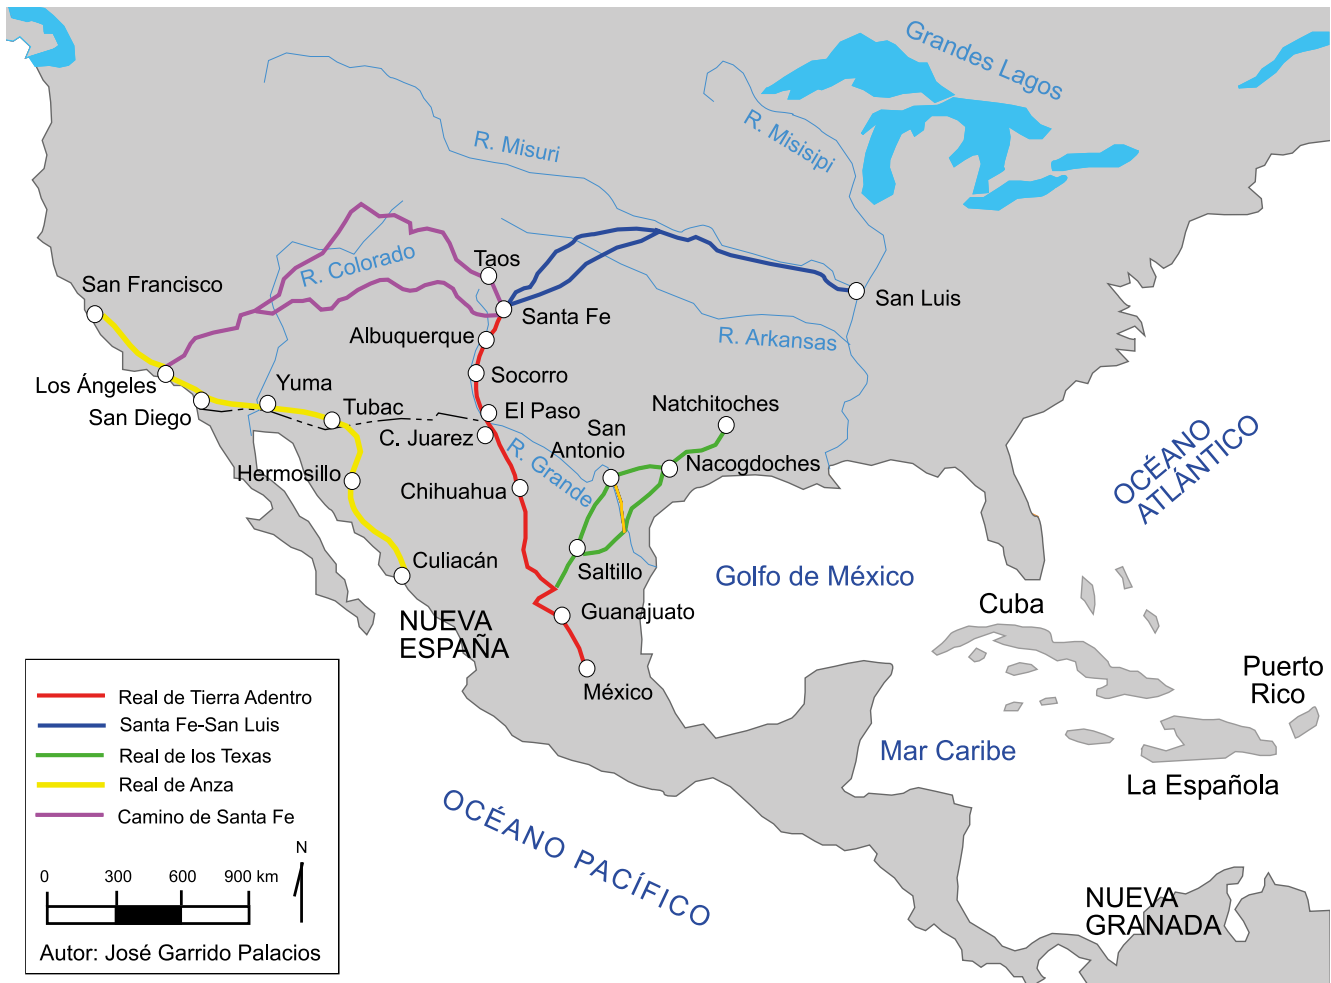 Grandes Lagos
R. Misuri
R. Misisipi
R. Colorado
Taos
San Francisco
San Luis
Santa Fe
Albuquerque
R. Arkansas
Socorro
Los Ángeles
Yuma
San Diego
Tubac
El Paso
Natchitoches
C. Juarez
San
Antonio
R. Grande
Nacogdoches
OCÉANO
ATLÁNTICO
Hermosillo
Chihuahua
Culiacán
Saltillo
Golfo de México
Cuba
Guanajuato
NUEVA
ESPAÑA
México
Puerto
Rico
Mar Caribe
La Española
OCÉANO PACÍFICO
NUEVA
GRANADA
Real de Tierra Adentro
Santa Fe-San Luis
Real de los Texas
Real de Anza
Camino de Santa Fe
N
0 300 600 900 km
Autor: José Garrido Palacios